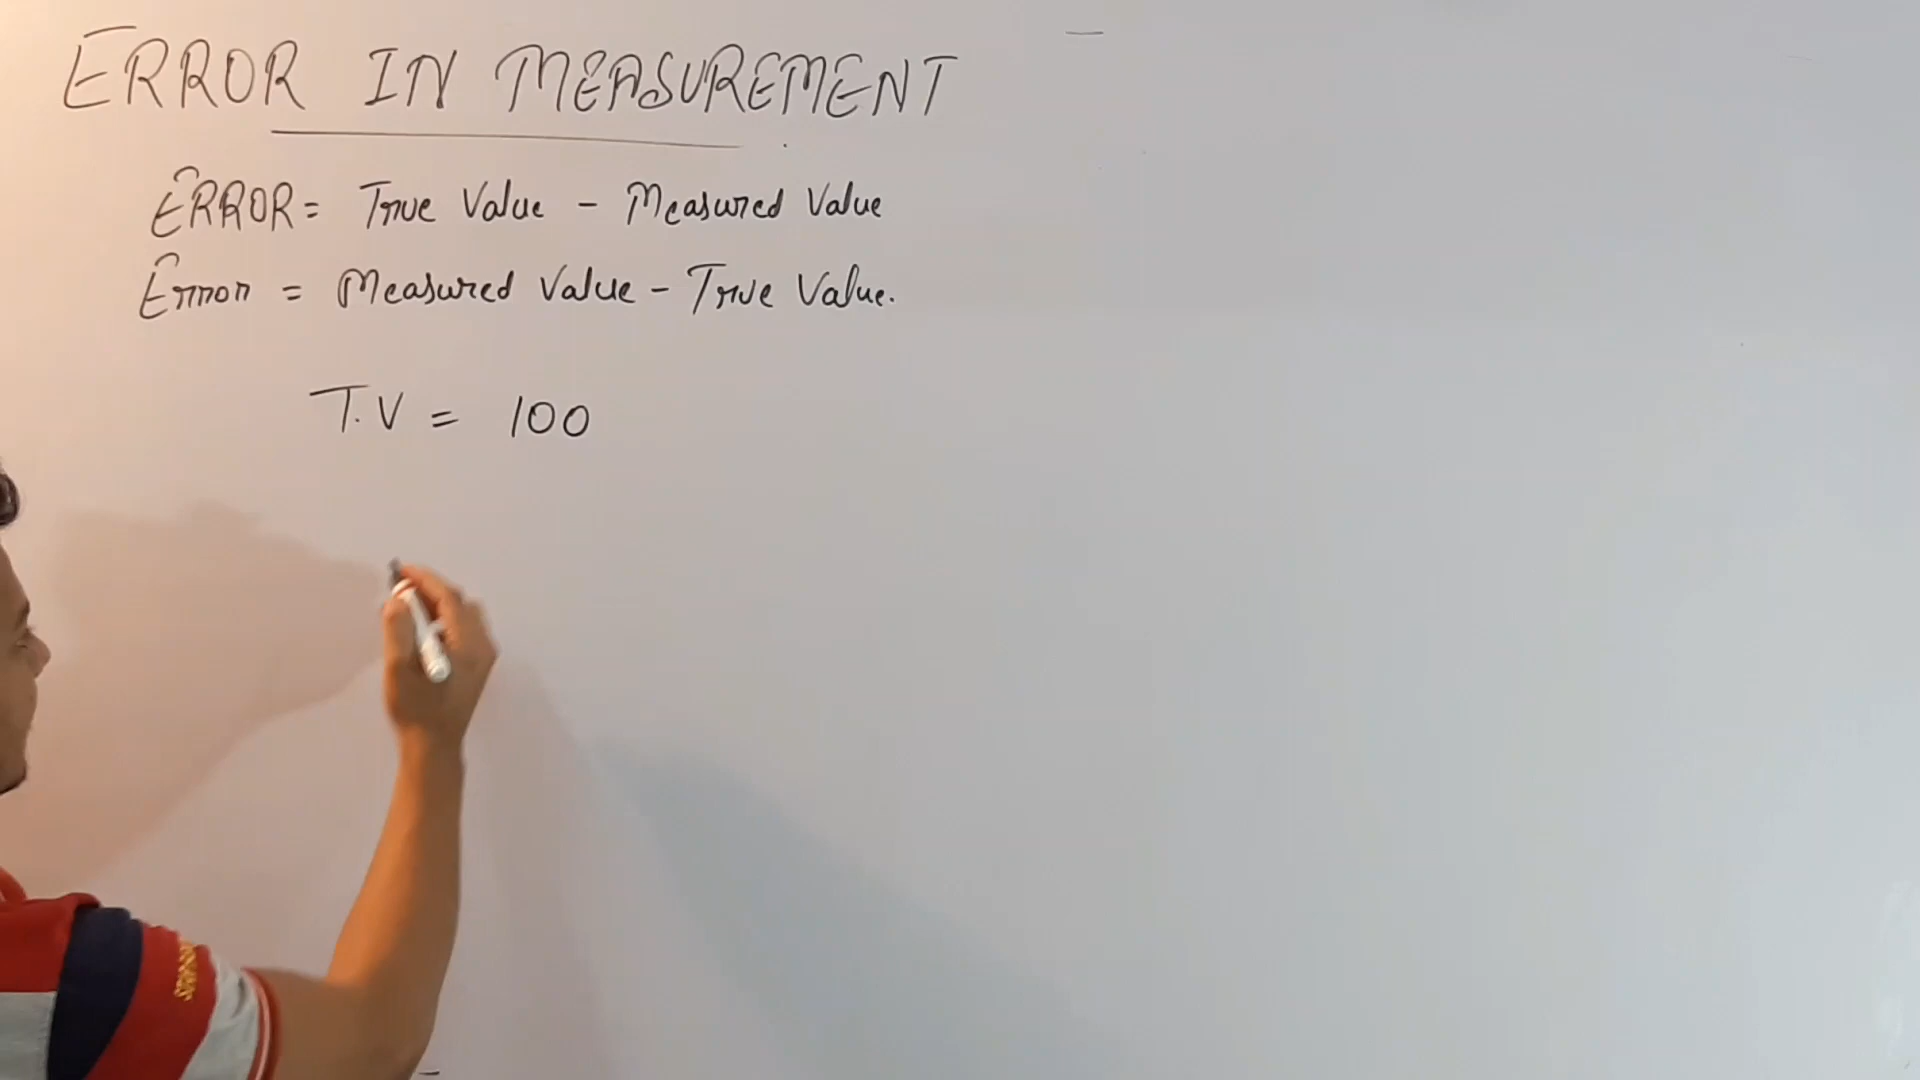 ERROR IN MEASUREMENT
ERROR = True Value - Measured Value
Error = Measured Value - True Value.
T.V = 100